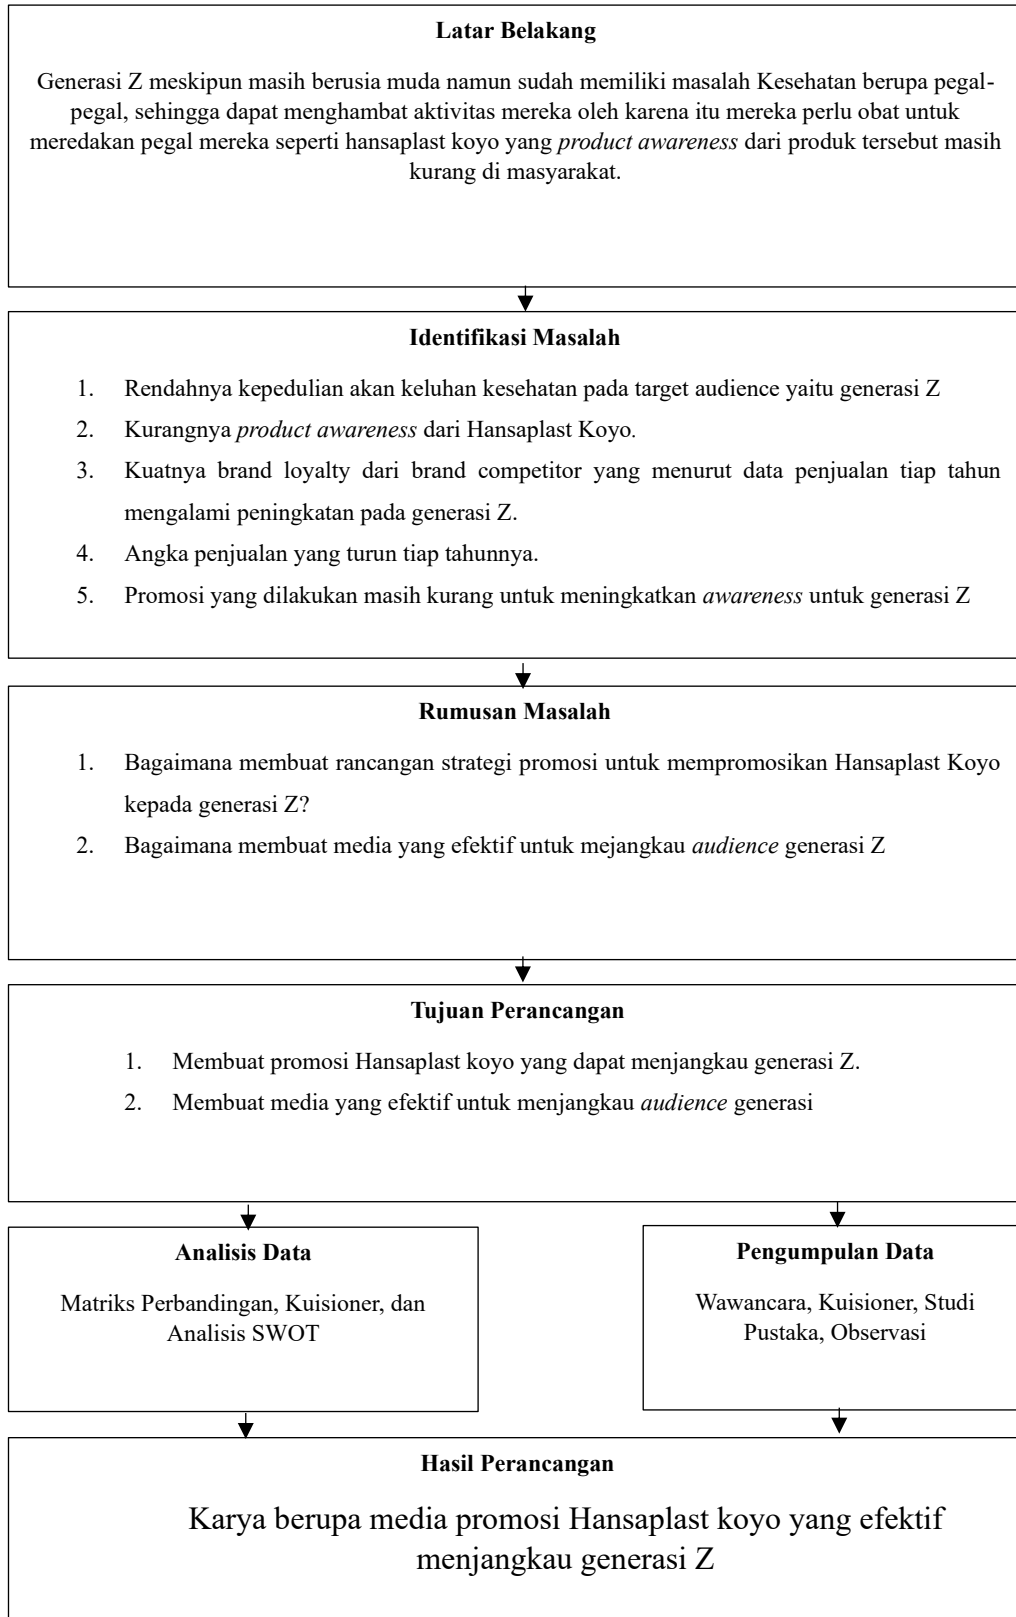 Latar Belakang
Generasi Z meskipun masih berusia muda namun sudah memiliki masalah Kesehatan berupa pegal-
pegal, sehingga dapat menghambat aktivitas mereka oleh karena itu mereka perlu obat untuk
meredakan pegal mereka seperti hansaplast koyo yang product awareness dari produk tersebut masih
kurang di masyarakat.
Identifikasi Masalah
1. Rendahnya kepedulian akan keluhan kesehatan pada target audience yaitu generasi Z
2. Kurangnya product awareness dari Hansaplast Koyo.
3. Kuatnya brand loyalty dari brand competitor yang menurut data penjualan tiap tahun
mengalami peningkatan pada generasi Z.
4. Angka penjualan yang turun tiap tahunnya.
5. Promosi yang dilakukan masih kurang untuk meningkatkan awareness untuk generasi Z
Rumusan Masalah
1. Bagaimana membuat rancangan strategi promosi untuk mempromosikan Hansaplast Koyo
kepada generasi Z?
2. Bagaimana membuat media yang efektif untuk mejangkau audience generasi Z
Tujuan Perancangan
1. Membuat promosi Hansaplast koyo yang dapat menjangkau generasi Z.
2. Membuat media yang efektif untuk menjangkau audience generasi
Analisis Data
Matriks Perbandingan, Kuisioner, dan
Analisis SWOT
Pengumpulan Data
Wawancara, Kuisioner, Studi
Pustaka, Observasi
Hasil Perancangan
Karya berupa media promosi Hansaplast koyo yang efektif
menjangkau generasi Z